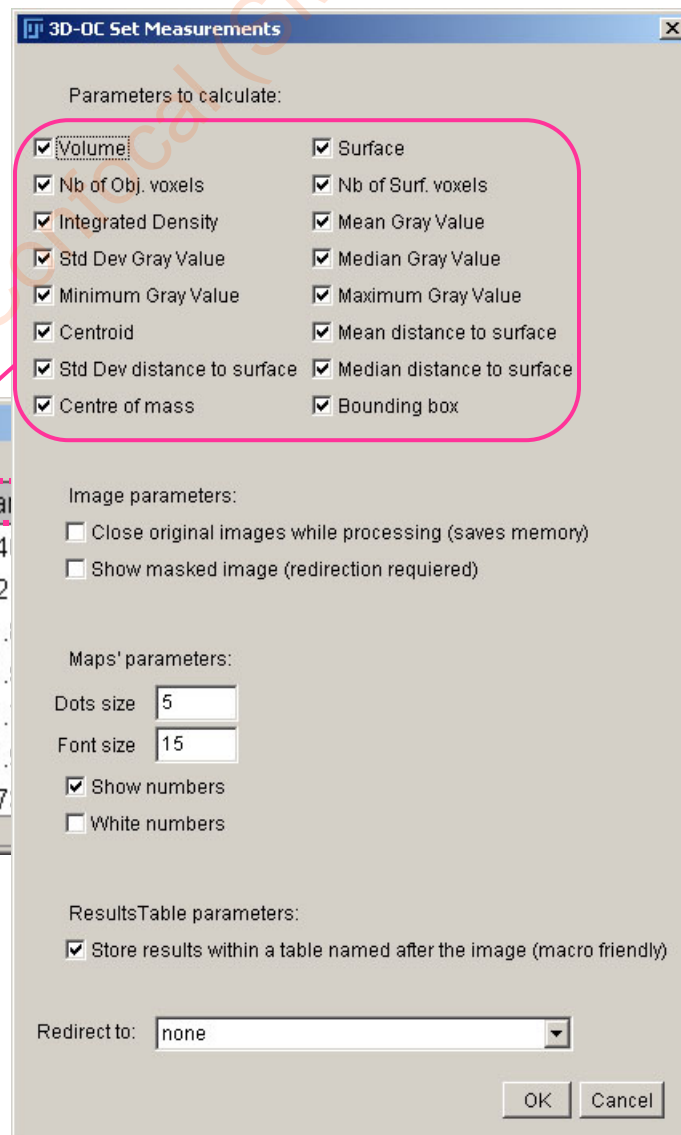 3D-OC Set Measurements
Parameters to calculate:
Volume Surface
Nb of Obj. voxels Nb of Surf. voxels
Integrated Density Mean Gray Value
Std Dev Gray Value Median Gray Value
Minimum Gray Value Maximum Gray Value
Centroid Mean distance to surface
Std Dev distance to surface Median distance to surface
Centre of mass Bounding box
Image parameters:
Close original images while processing (saves memory)
Show masked image (redirection requiered)
Maps' parameters:
Dots size 5
Font size 15
Show numbers
White numbers
ResultsTable parameters:
Store results within a table named after the image (macro friendly)
Redirect to: none
OK Cancel